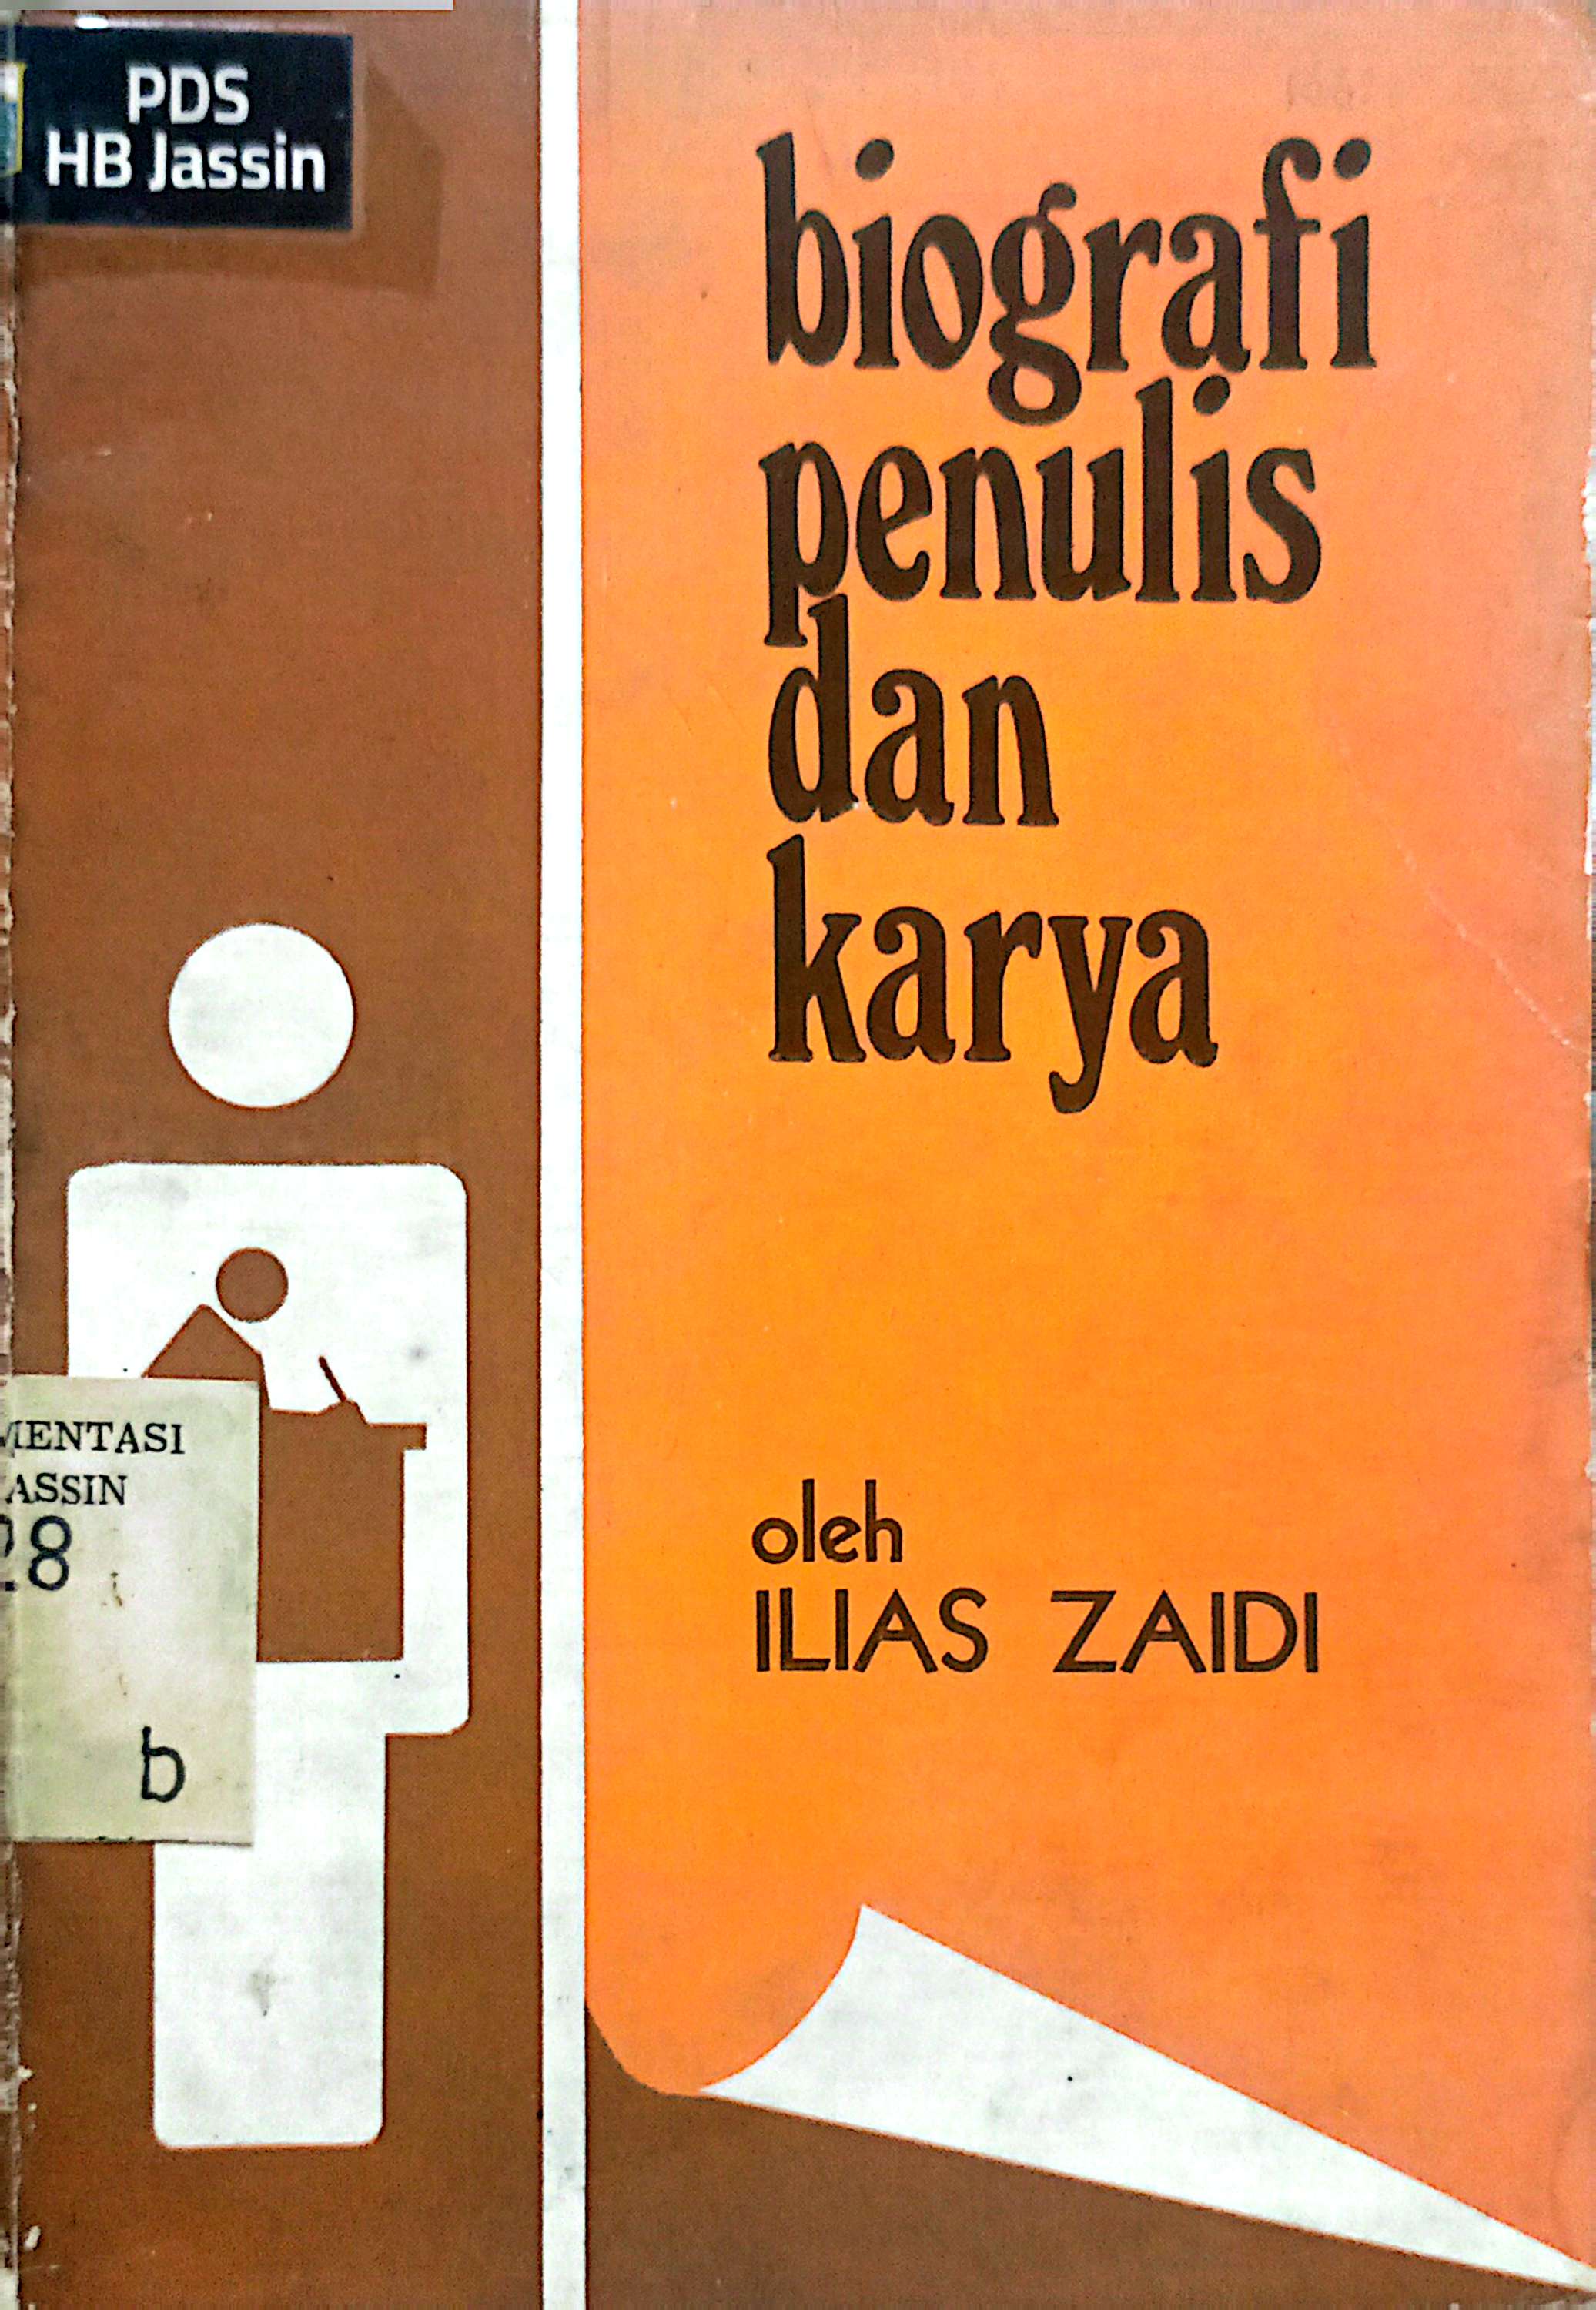 PDS
HB Jassin
biografi
penulis
dan
karya
oleh
ILIAS ZAIDI
MENTASI
ASSIN
28
b